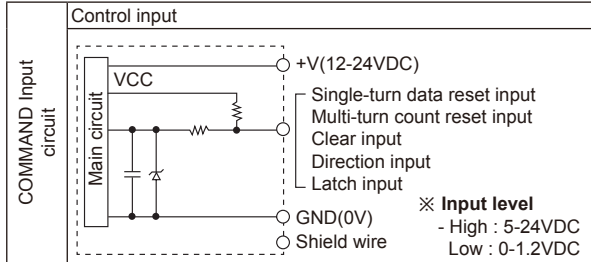 Control input
COMMAND Input
circuit
Main circuit
VCC
+V(12-24VDC)
Single-turn data reset input
Multi-turn count reset input
Clear input
Direction input
Latch input
GND(0V)
Shield wire
※ Input level
- High : 5-24VDC
Low : 0-1.2VDC